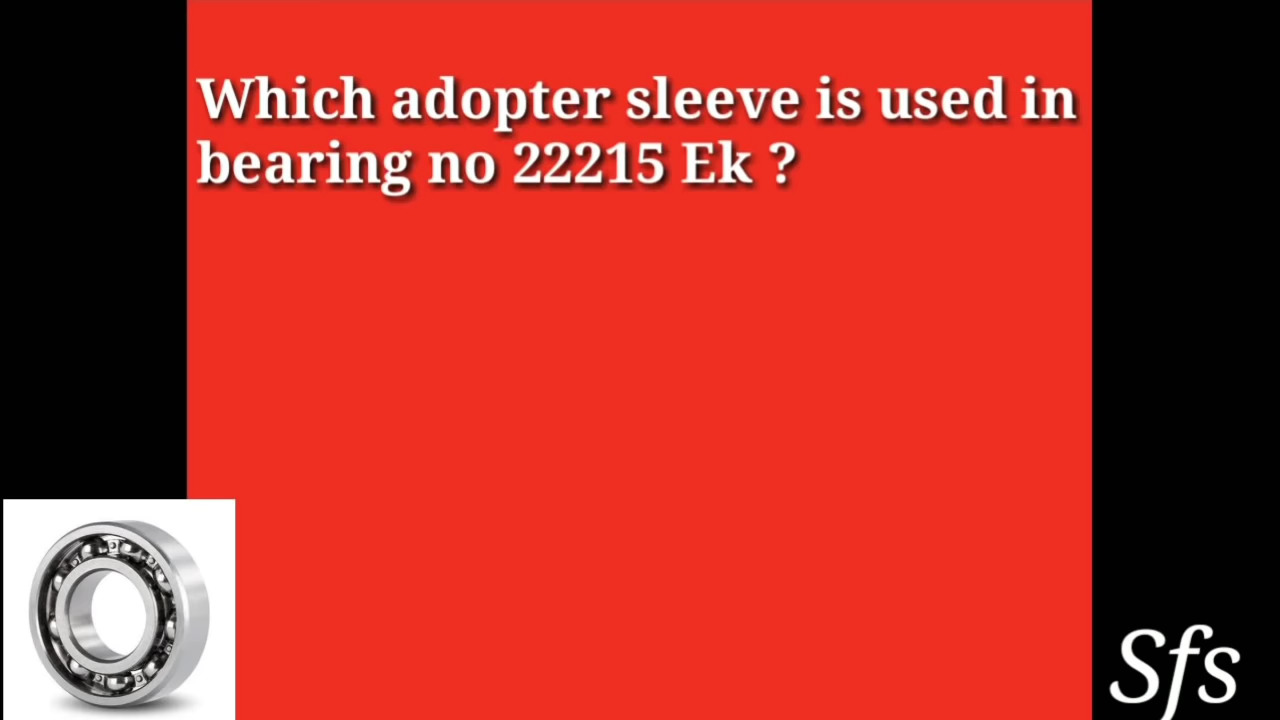 Which adopter sleeve is used in
bearing no 22215 Ek ?
Sfs